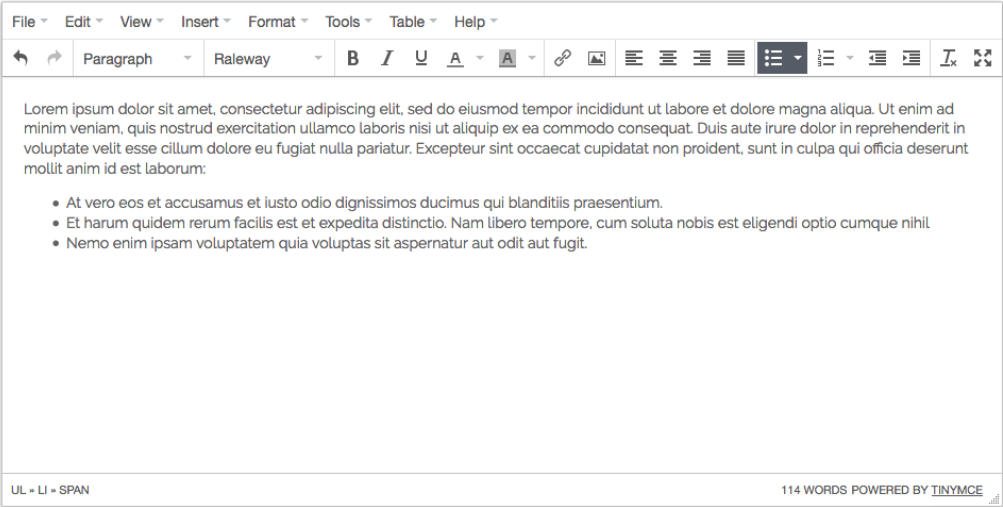 File Edit View Insert Format Tools Table Help
Paragraph Raleway B I U A A
Lorem ipsum dolor sit amet, consectetur adipiscing elit, sed do eiusmod tempor incididunt ut labore et dolore magna aliqua. Ut enim ad
minim veniam, quis nostrud exercitation ullamco laboris nisi ut aliquip ex ea commodo consequat. Duis aute irure dolor in reprehenderit in
voluptate velit esse cillum dolore eu fugiat nulla pariatur. Excepteur sint occaecat cupidatat non proident, sunt in culpa qui officia deserunt
mollit anim id est laborum:
• At vero eos et accusamus et iusto odio dignissimos ducimus qui blanditiis praesentium.
• Et harum quidem rerum facilis est et expedita distinctio. Nam libero tempore, cum soluta nobis est eligendi optio cumque nihil
• Nemo enim ipsam voluptatem quia voluptas sit aspernatur aut odit aut fugit.
UL » LI » SPAN 114 WORDS POWERED BY TINYMCE